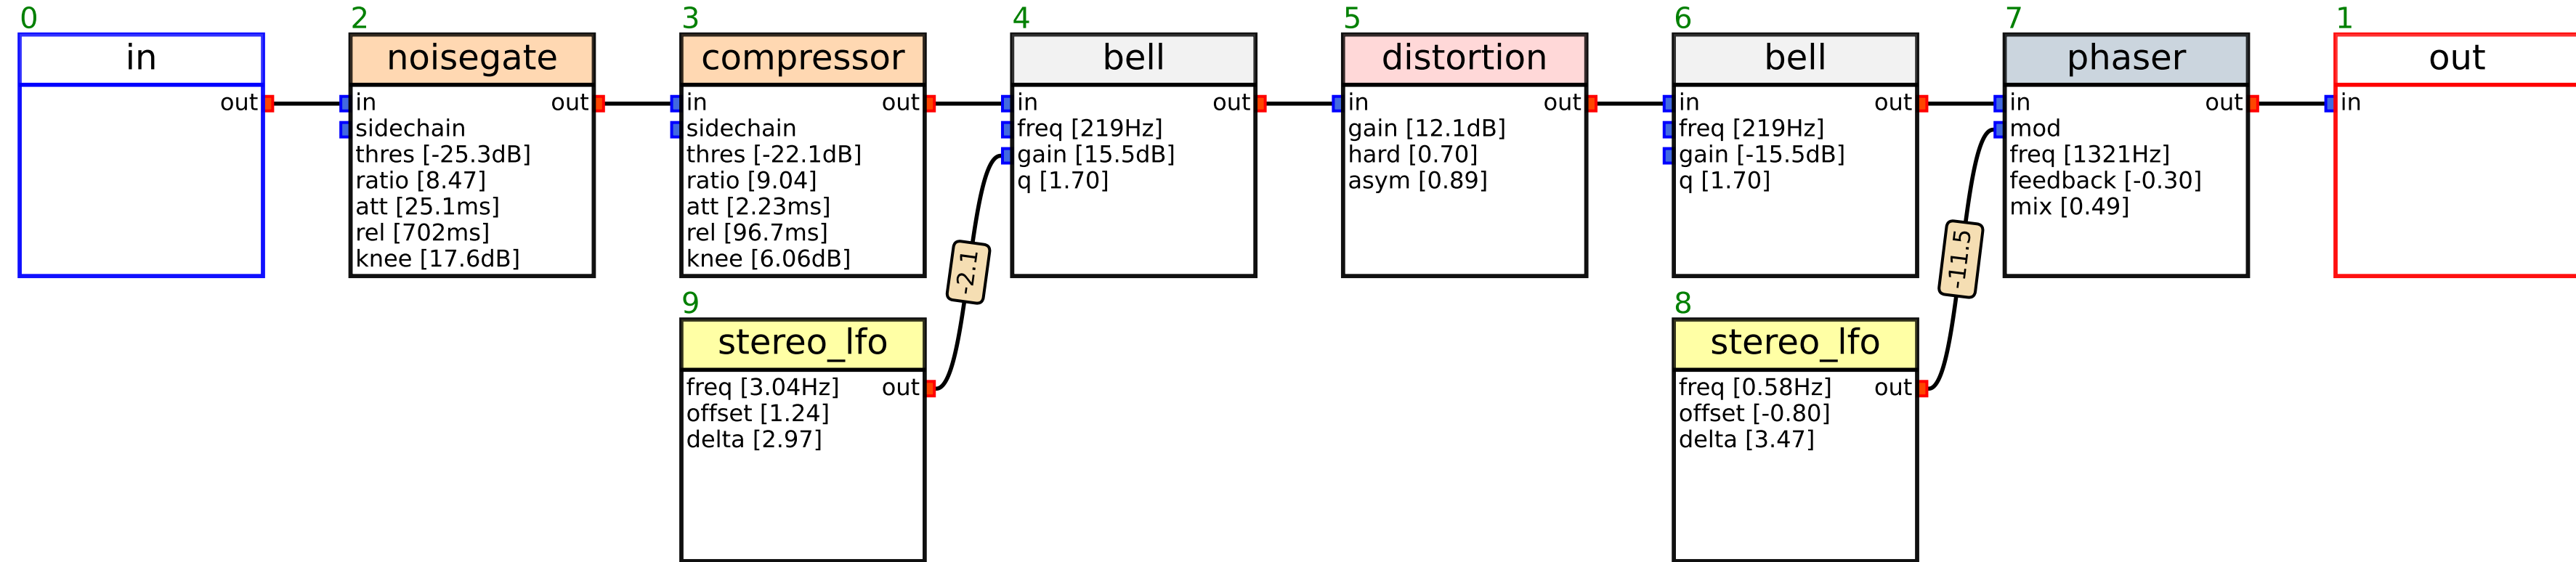 0
in
out
2
noisegate
in out
sidechain
thres [-25.3dB]
ratio [8.47]
att [25.1ms]
rel [702ms]
knee [17.6dB]
3
compressor
in out
sidechain
thres [-22.1dB]
ratio [9.04]
att [2.23ms]
rel [96.7ms]
knee [6.06dB]
-2.1
4
bell
in out
freq [219Hz]
gain [15.5dB]
q [1.70]
5
distortion
in out
gain [12.1dB]
hard [0.70]
asym [0.89]
6
bell
in out
freq [219Hz]
gain [-15.5dB]
q [1.70]
-11.5
7
phaser
in out
mod
freq [1321Hz]
feedback [-0.30]
mix [0.49]
1
out
in
9
stereo_lfo
freq [3.04Hz] out
offset [1.24]
delta [2.97]
8
stereo_lfo
freq [0.58Hz] out
offset [-0.80]
delta [3.47]